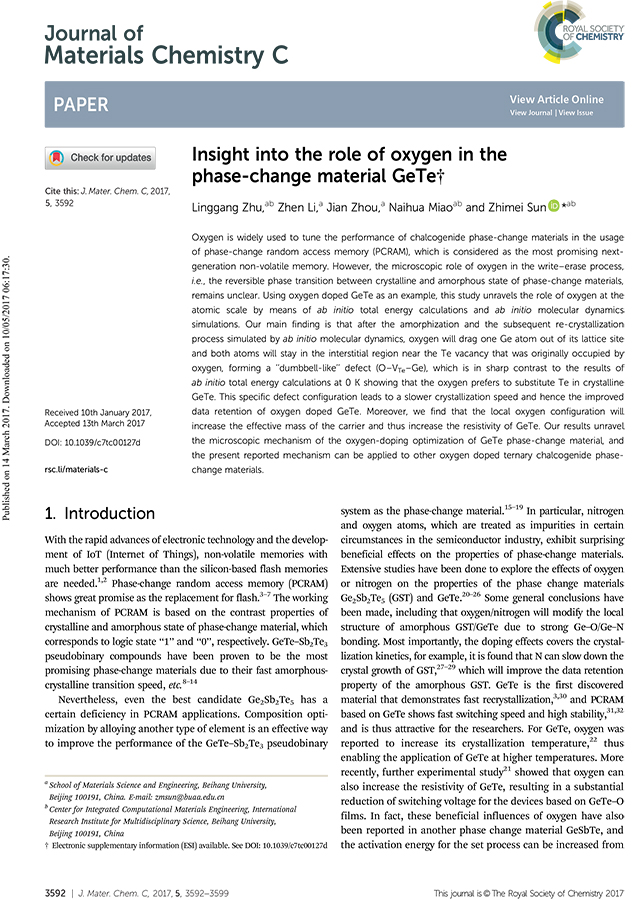 Journal of
Materials Chemistry C
ROYAL SOCIETY
OF CHEMISTRY
PAPER
View Article Online
View Journal | View Issue
Check for updates
Cite this: J. Mater. Chem. C, 2017,
5, 3592
Insight into the role of oxygen in the
phase-change material GeTe†
Linggang Zhu,ab Zhen Li,a Jian Zhou,a Naihua Miaoab and Zhimei Sun iD *ab
Oxygen is widely used to tune the performance of chalcogenide phase-change materials in the usage
of phase-change random access memory (PCRAM), which is considered as the most promising next-
generation non-volatile memory. However, the microscopic role of oxygen in the write–erase process,
i.e., the reversible phase transition between crystalline and amorphous state of phase-change materials,
remains unclear. Using oxygen doped GeTe as an example, this study unravels the role of oxygen at the
atomic scale by means of ab initio total energy calculations and ab initio molecular dynamics
simulations. Our main finding is that after the amorphization and the subsequent re-crystallization
process simulated by ab initio molecular dynamics, oxygen will drag one Ge atom out of its lattice site
and both atoms will stay in the interstitial region near the Te vacancy that was originally occupied by
oxygen, forming a "dumbbell-like" defect (O–VTe–Ge), which is in sharp contrast to the results of
ab initio total energy calculations at 0 K showing that the oxygen prefers to substitute Te in crystalline
GeTe. This specific defect configuration leads to a slower crystallization speed and hence the improved
data retention of oxygen doped GeTe. Moreover, we find that the local oxygen configuration will
increase the effective mass of the carrier and thus increase the resistivity of GeTe. Our results unravel
the microscopic mechanism of the oxygen-doping optimization of GeTe phase-change material, and
the present reported mechanism can be applied to other oxygen doped ternary chalcogenide phase-
change materials.
Received 10th January 2017,
Accepted 13th March 2017
DOI: 10.1039/c7tc00127d
rsc.li/materials-c
Published on 14 March 2017. Downloaded on 10/05/2017 06:17:30.
1. Introduction
With the rapid advances of electronic technology and the develop-
ment of IoT (Internet of Things), non-volatile memories with
much better performance than the silicon-based flash memories
are needed.1,2 Phase-change random access memory (PCRAM)
shows great promise as the replacement for flash.3–7 The working
mechanism of PCRAM is based on the contrast properties of
crystalline and amorphous state of phase-change material, which
corresponds to logic state "1" and "0", respectively. GeTe–Sb2Te3
pseudobinary compounds have been proven to be the most
promising phase-change materials due to their fast amorphous-
crystalline transition speed, etc.8–14
Nevertheless, even the best candidate Ge2Sb2Te5 has a
certain deficiency in PCRAM applications. Composition opti-
mization by alloying another type of element is an effective way
to improve the performance of the GeTe–Sb2Te3 pseudobinary
system as the phase-change material.15–19 In particular, nitrogen
and oxygen atoms, which are treated as impurities in certain
circumstances in the semiconductor industry, exhibit surprising
beneficial effects on the properties of phase-change materials.
Extensive studies have been done to explore the effects of oxygen
or nitrogen on the properties of the phase change materials
Ge2Sb2Te5 (GST) and GeTe.20–26 Some general conclusions have
been made, including that oxygen/nitrogen will modify the local
structure of amorphous GST/GeTe due to strong Ge–O/Ge–N
bonding. Most importantly, the doping effects covers the crystal-
lization kinetics, for example, it is found that N can slow down the
crystal growth of GST,27–29 which will improve the data retention
property of the amorphous GST. GeTe is the first discovered
material that demonstrates fast recrystallization,3,30 and PCRAM
based on GeTe shows fast switching speed and high stability,31,32
and is thus attractive for the researchers. For GeTe, oxygen was
reported to increase its crystallization temperature,22 thus
enabling the application of GeTe at higher temperatures. More
recently, further experimental study21 showed that oxygen can
also increase the resistivity of GeTe, resulting in a substantial
reduction of switching voltage for the devices based on GeTe–O
films. In fact, these beneficial influences of oxygen have also
been reported in another phase change material GeSbTe, and
the activation energy for the set process can be increased from
a School of Materials Science and Engineering, Beihang University,
Beijing 100191, China. E-mail: zmsun@buaa.edu.cn
b Center for Integrated Computational Materials Engineering, International
Research Institute for Multidisciplinary Science, Beihang University,
Beijing 100191, China
† Electronic supplementary information (ESI) available. See DOI: 10.1039/c7tc00127d
3592 | J. Mater. Chem. C, 2017, 5, 3592–3599
This journal is © The Royal Society of Chemistry 2017